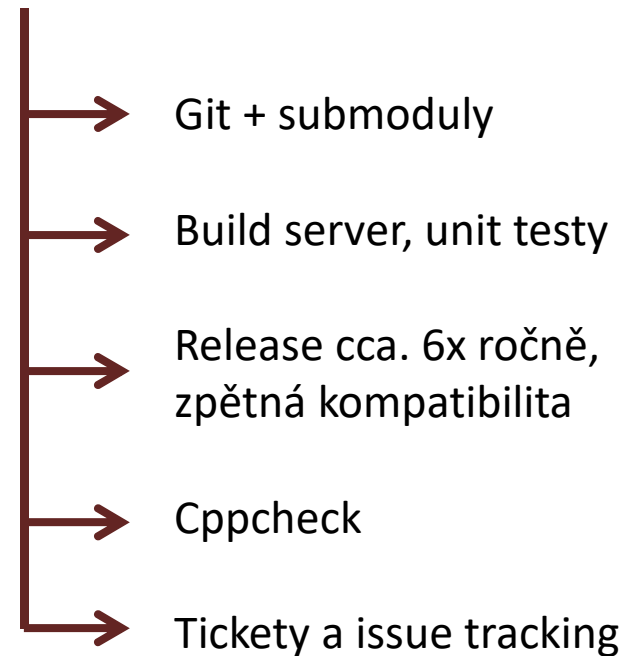 Git + submoduly
Build server, unit testy
Release cca. 6x ročně,
zpětná kompatibilita
Cppcheck
Tickety a issue tracking